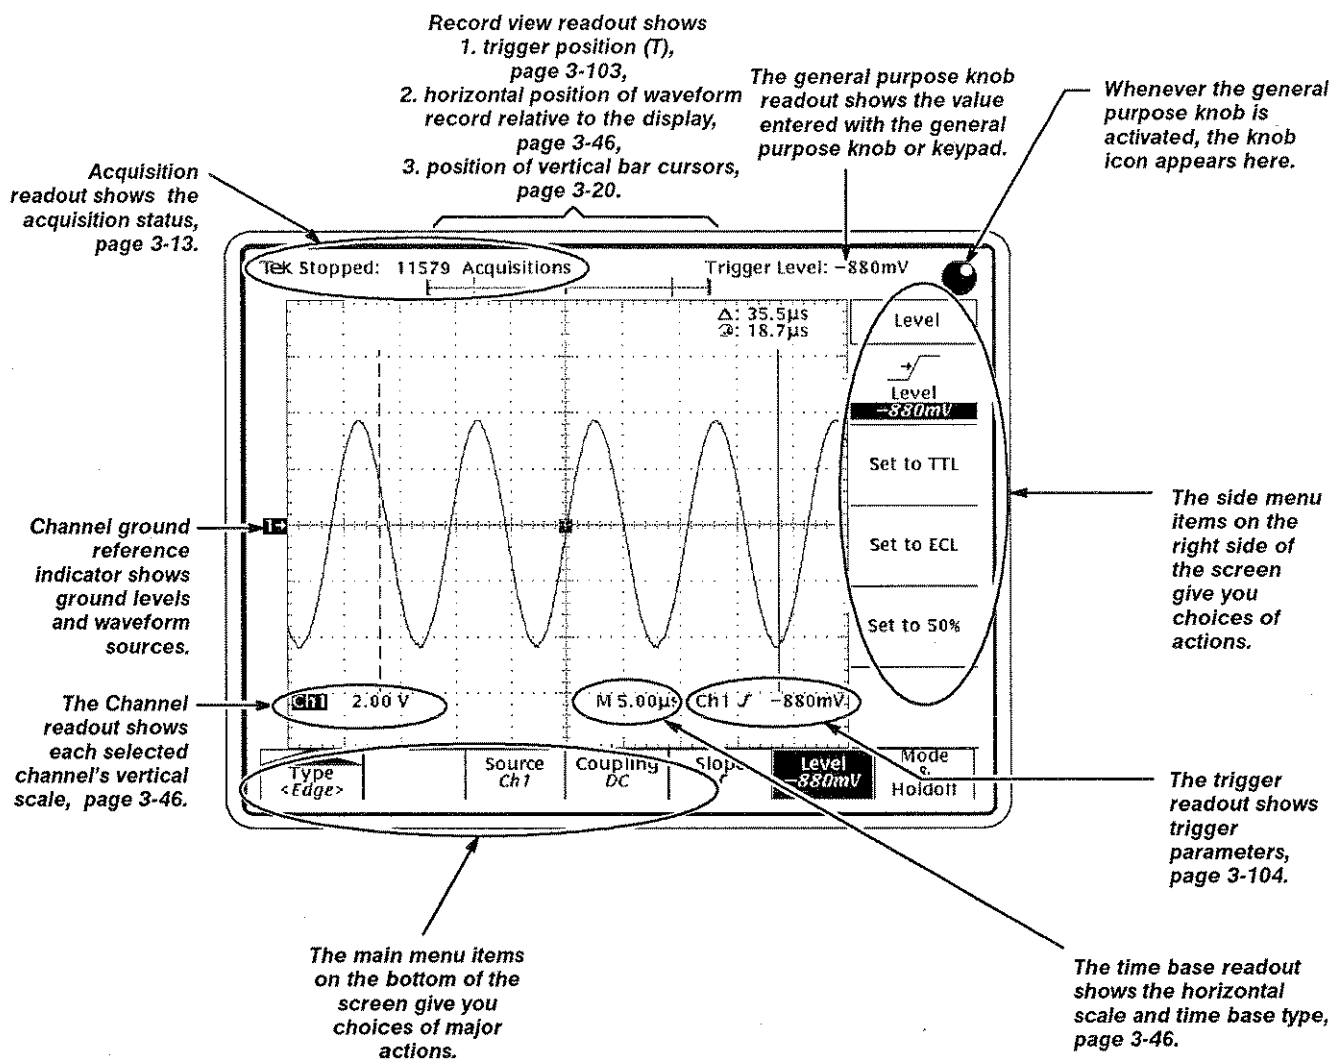 Record view readout shows
1. trigger position (T),
page 3-103,
2. horizontal position of waveform
record relative to the display,
page 3-46,
3. position of vertical bar cursors,
page 3-20.
The general purpose knob
readout shows the value
entered with the general
purpose knob or keypad.
Whenever the general
purpose knob is
activated, the knob
icon appears here.
Acquisition
readout shows the
acquisition status,
page 3-13.
Tek Stopped: 11579 Acquisitions
Trigger Level: -880mV
Δ: 35.5µs
@: 18.7µs
Level
Level
-880mV
Set to TTL
Set to ECL
Set to 50%
1→
T
Channel ground
reference
indicator shows
ground levels
and waveform
sources.
The side menu
items on the
right side of
the screen
give you
choices of
actions.
The Channel
readout shows
each selected
channel's vertical
scale, page 3-46.
Ch1 2.00 V
M 5.00µs
Ch1 ƒ -880mV
Type
<Edge>
Source
Ch1
Coupling
DC
Slope
Level
-880mV
Mode
&
Holdoff
The trigger
readout shows
trigger
parameters,
page 3-104.
The main menu items
on the bottom of the
screen give you
choices of major
actions.
The time base readout
shows the horizontal
scale and time base type,
page 3-46.